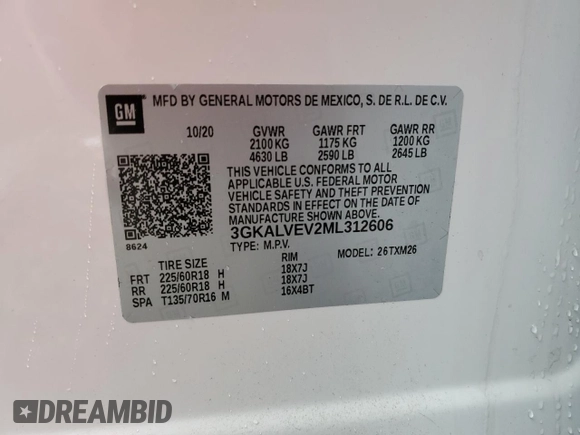 GM
MFD BY GENERAL MOTORS DE MEXICO, S. DE R.L. DE C.V.
10/20 GVWR GAWR FRT GAWR RR
2100 KG 1175 KG 1200 KG
4630 LB 2590 LB 2645 LB
THIS VEHICLE CONFORMS TO ALL
APPLICABLE U.S. FEDERAL MOTOR
VEHICLE SAFETY AND THEFT PREVENTION
STANDARDS IN EFFECT ON THE DATE OF
MANUFACTURE SHOWN ABOVE.
3GKALVEV2ML312606
8624
TYPE: M.P.V. MODEL: 26TXM26
TIRE SIZE RIM
FRT 225/60R18 H 18X7J
RR 225/60R18 H 18X7J
SPA T135/70R16 M 16X4BT
DREAMBID